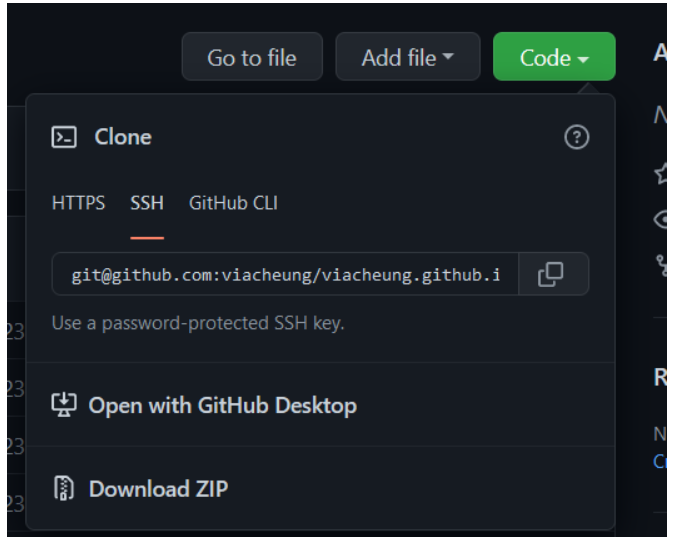 Go to file
Add file
Code
A
Clone
HTTPS SSH GitHub CLI
git@github.com:viacheung/viacheung.github.i
Use a password-protected SSH key.
23
23
R
Open with GitHub Desktop
23
N
Download ZIP
23